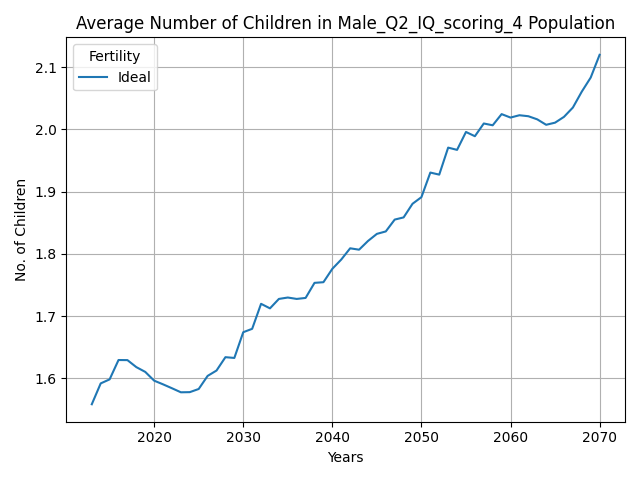 Average Number of Children in Male_Q2_IQ_scoring_4 Population
Fertility
Ideal
2.1
2.0
1.9
1.8
1.7
1.6
No. of Children
2020 2030 2040 2050 2060 2070
Years